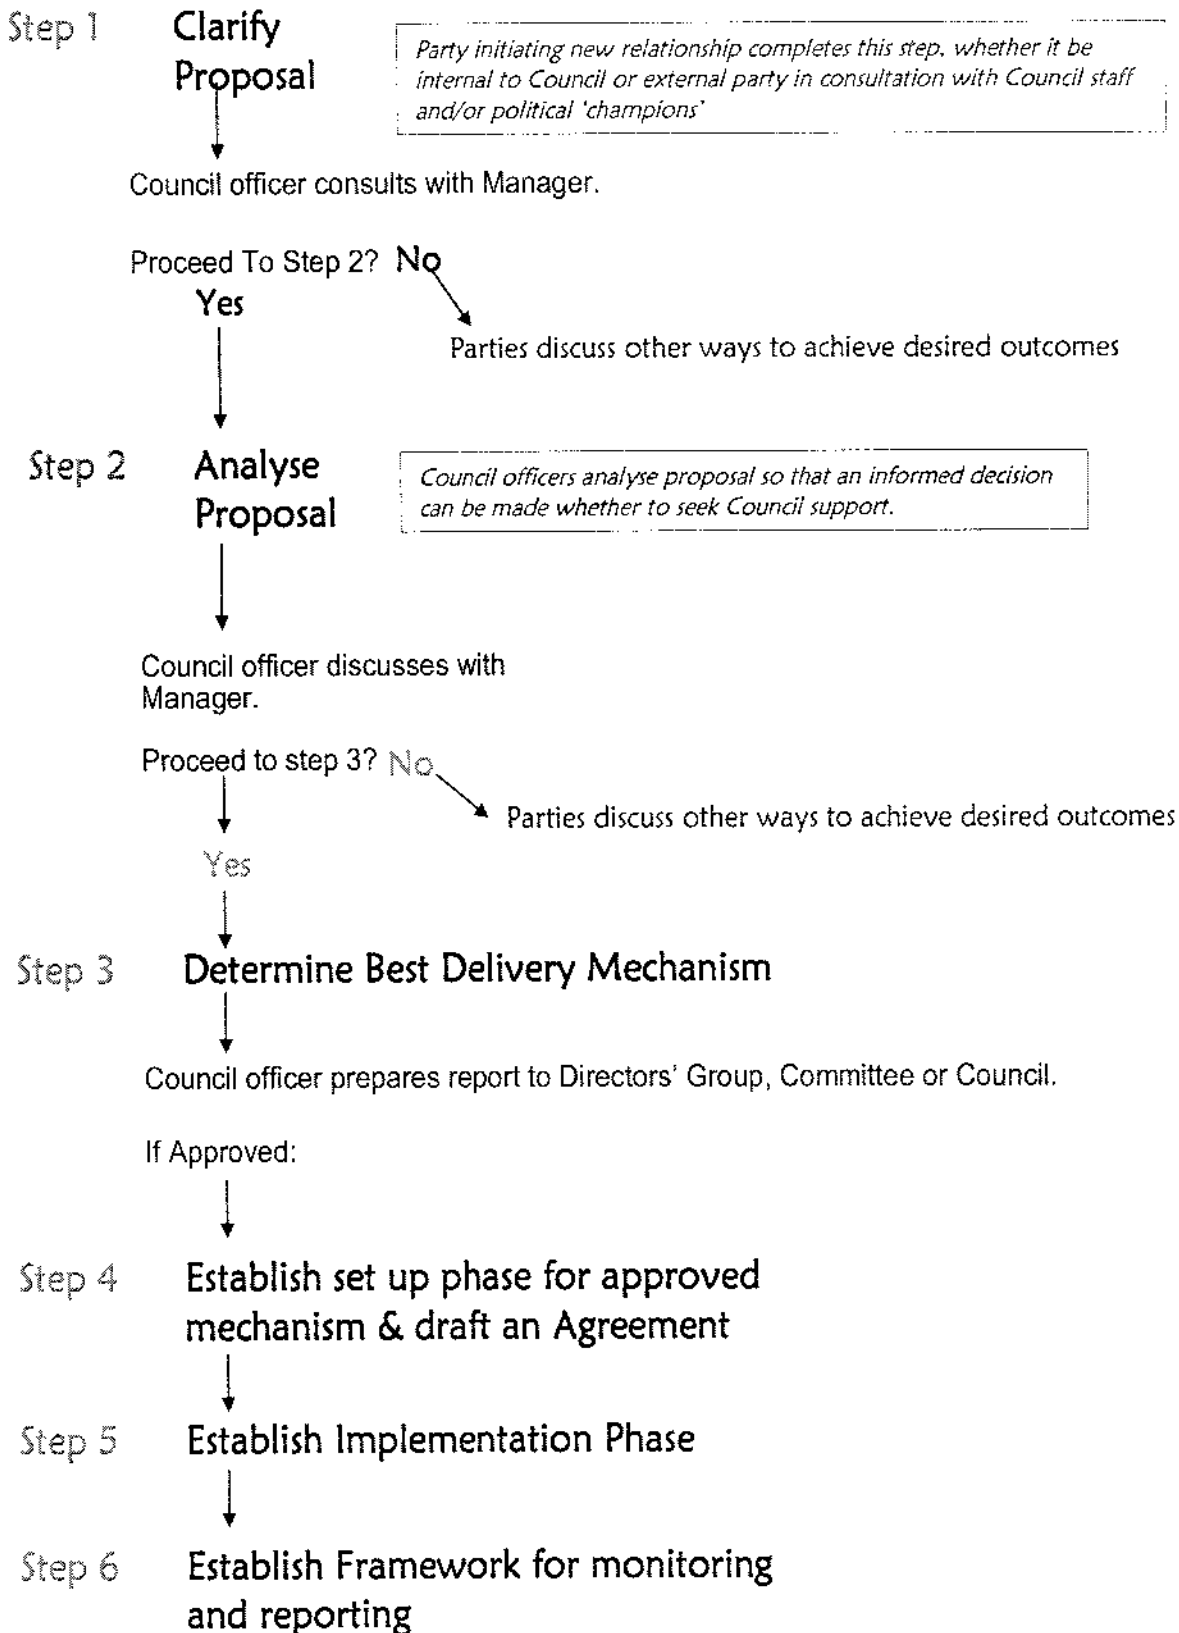 Step 1 Clarify
Proposal
Party initiating new relationship completes this step, whether it be
internal to Council or external party in consultation with Council staff
and/or political 'champions'
Council officer consults with Manager.
Proceed To Step 2? No
Yes
Parties discuss other ways to achieve desired outcomes
Step 2 Analyse
Proposal
Council officers analyse proposal so that an informed decision
can be made whether to seek Council support.
Council officer discusses with
Manager.
Proceed to step 3? No
Parties discuss other ways to achieve desired outcomes
Yes
Step 3 Determine Best Delivery Mechanism
Council officer prepares report to Directors' Group, Committee or Council.
If Approved:
Step 4 Establish set up phase for approved
mechanism & draft an Agreement
Step 5 Establish Implementation Phase
Step 6 Establish Framework for monitoring
and reporting